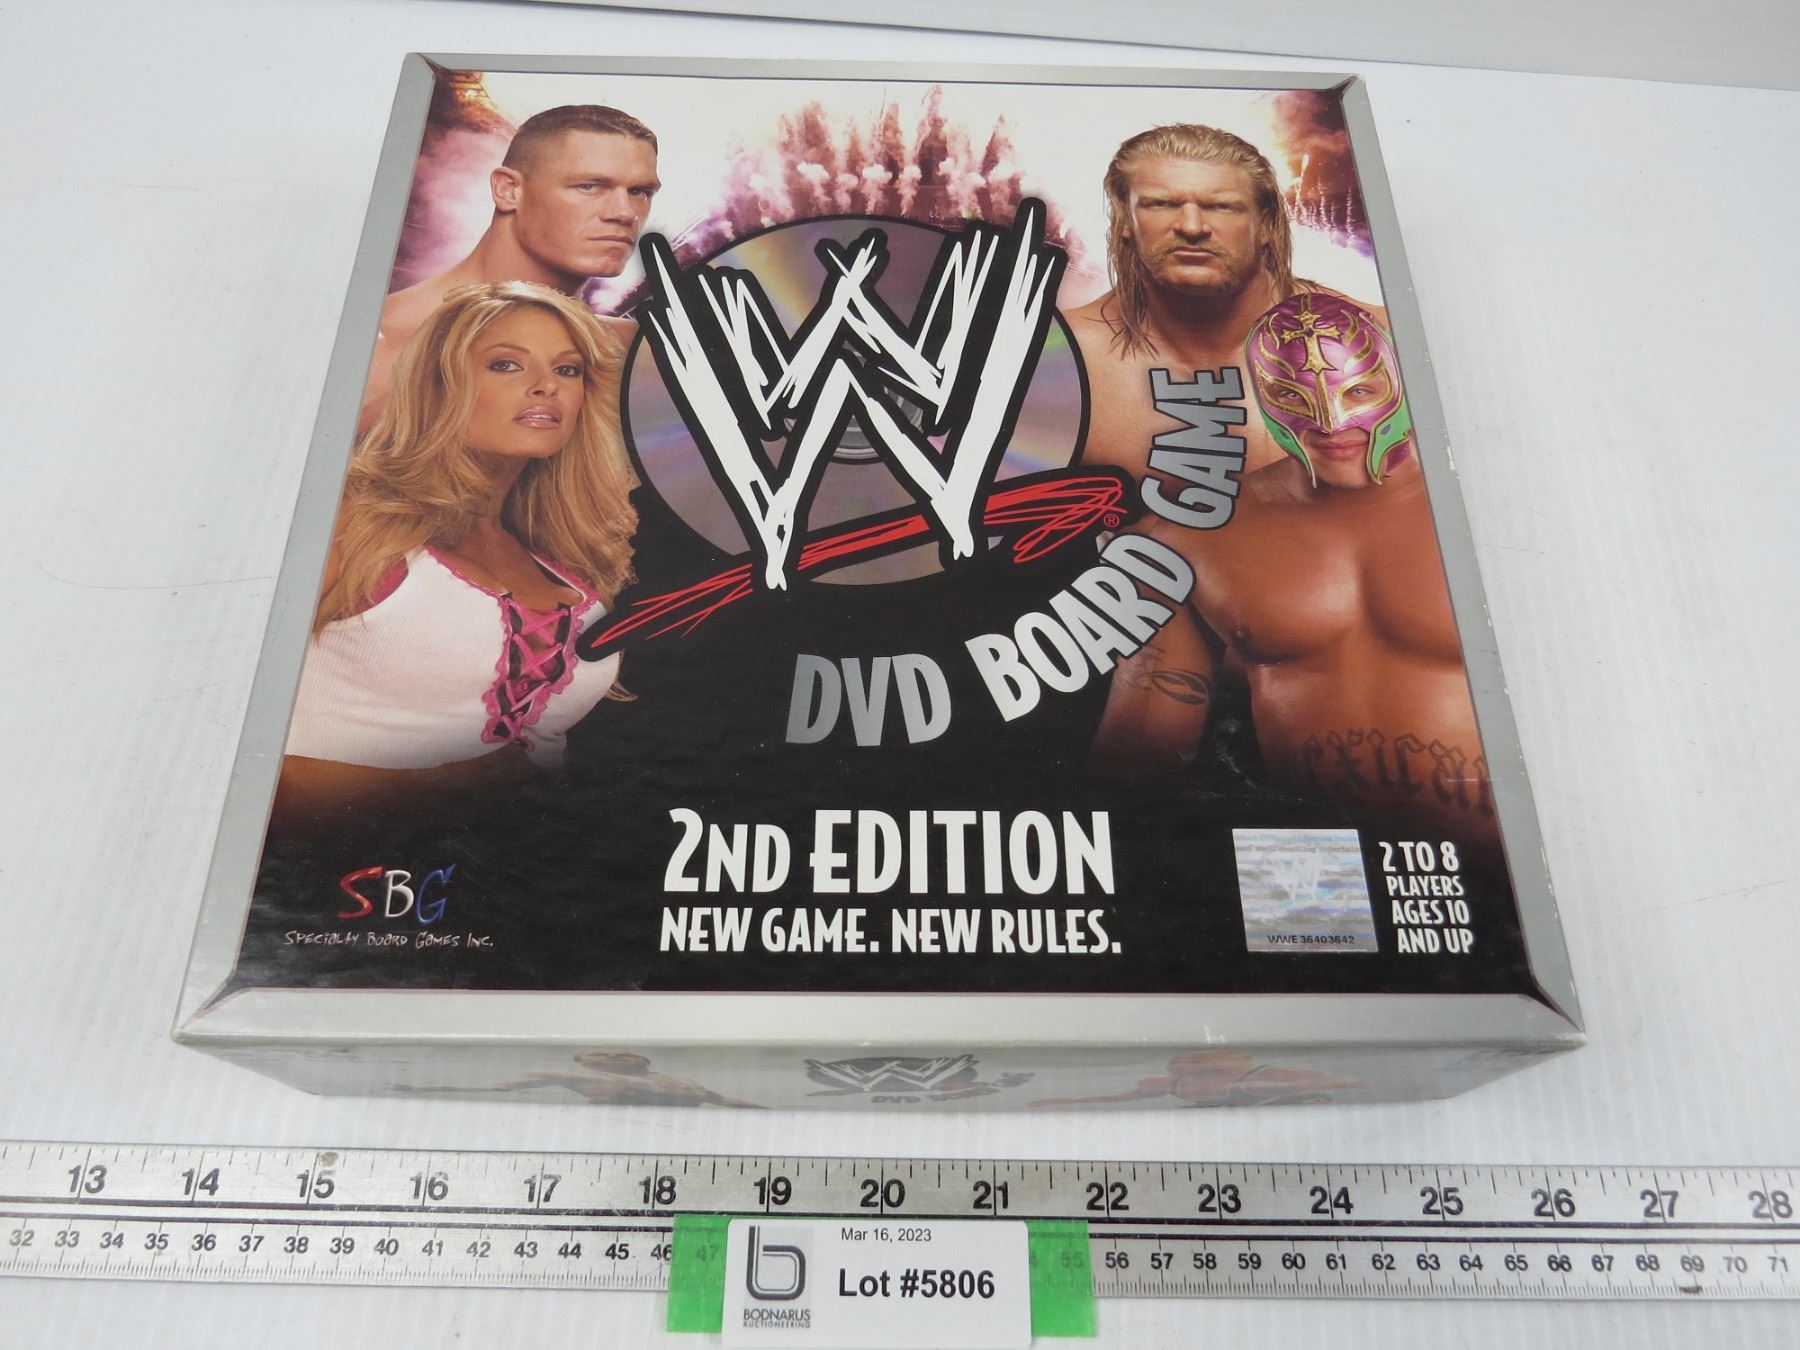 W
®
DVD BOARD GAME
2ND EDITION
NEW GAME. NEW RULES.
SBG
SPECIALTY BOARD GAMES INC.
WWE 36403642
2 TO 8
PLAYERS
AGES 10
AND UP
exican
W
DVD BOARD
13 14 15 16 17 18 19 20 21 22 23 24 25 26 27 28
32 33 34 35 36 37 38 39 40 41 42 43 44 45 46 47 55 56 57 58 59 60 61 62 63 64 65 66 67 68 69 70 71
Mar 16, 2023
Lot #5806
b
BODNARUS
AUCTIONEERING